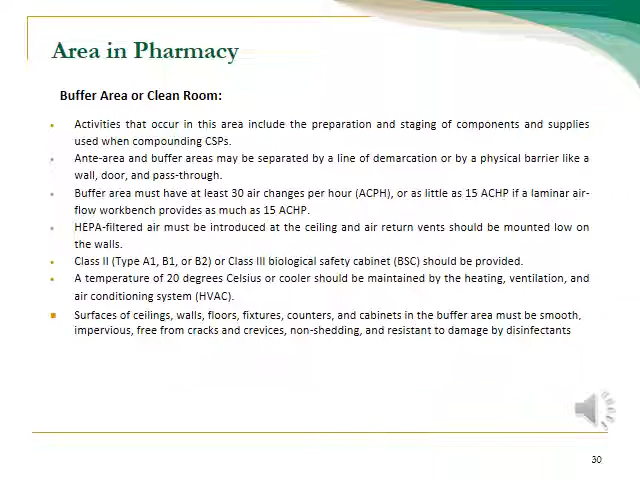 Area in Pharmacy
Buffer Area or Clean Room:
Activities that occur in this area include the preparation and staging of components and supplies
used when compounding CSPs.
Ante-area and buffer areas may be separated by a line of demarcation or by a physical barrier like a
wall, door, and pass-through.
Buffer area must have at least 30 air changes per hour (ACPH), or as little as 15 ACHP if a laminar air-
flow workbench provides as much as 15 ACHP.
HEPA-filtered air must be introduced at the ceiling and air return vents should be mounted low on
the walls.
Class II (Type A1, B1, or B2) or Class III biological safety cabinet (BSC) should be provided.
A temperature of 20 degrees Celsius or cooler should be maintained by the heating, ventilation, and
air conditioning system (HVAC).
Surfaces of ceilings, walls, floors, fixtures, counters, and cabinets in the buffer area must be smooth,
impervious, free from cracks and crevices, non-shedding, and resistant to damage by disinfectants
30